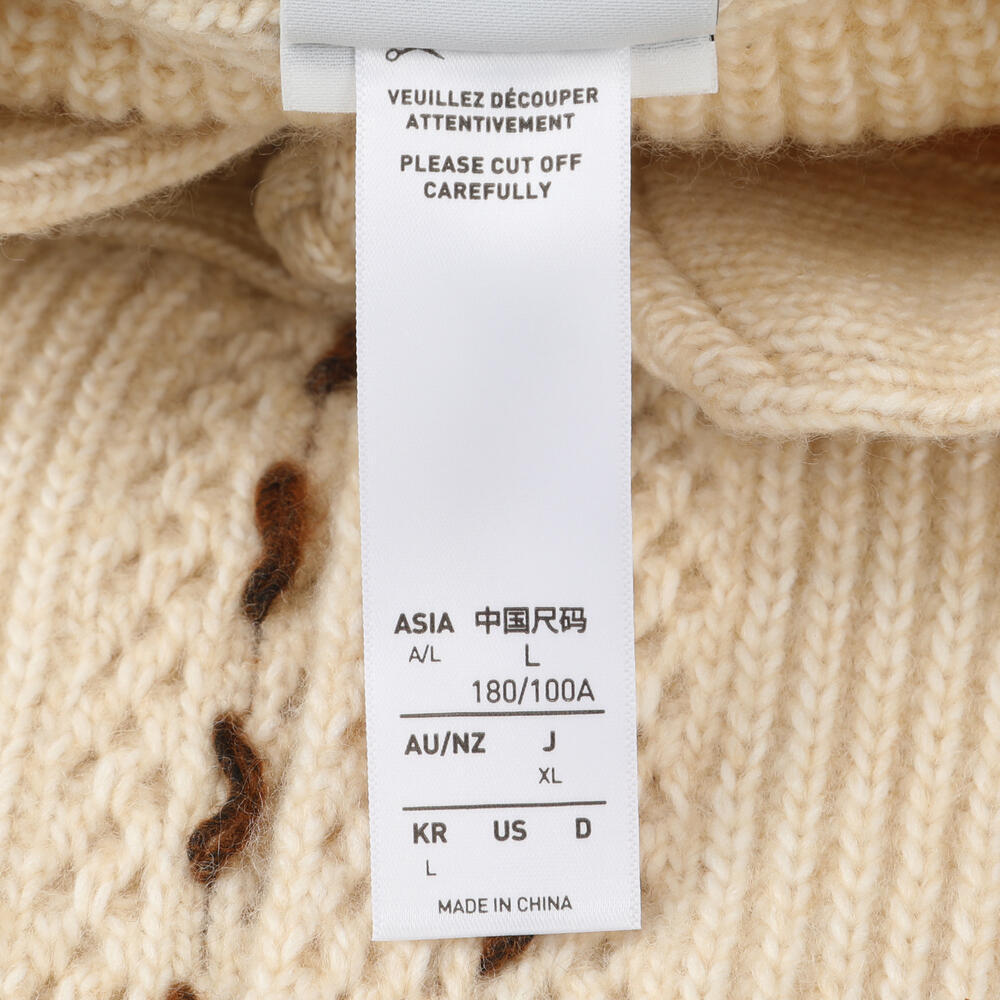 VEUILLEZ DÉCOUPER
ATTENTIVEMENT
PLEASE CUT OFF
CAREFULLY
ASIA 中国尺码
A/L L
180/100A
AU/NZ J
XL
KR US D
L
MADE IN CHINA